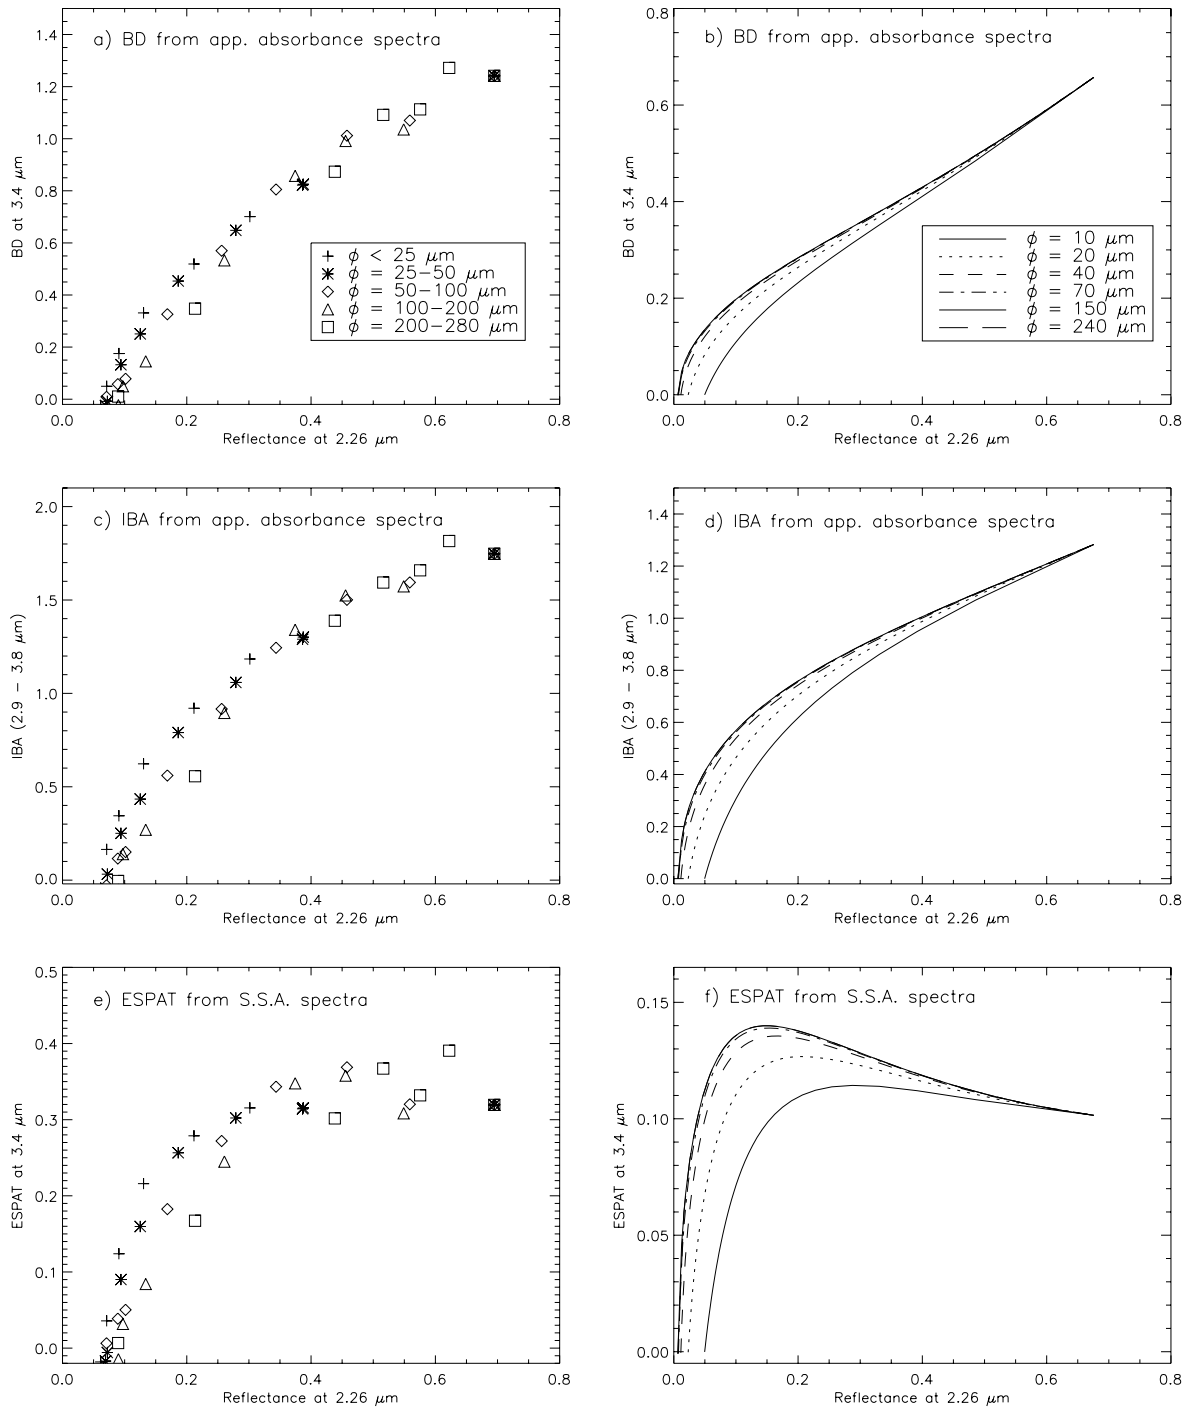 a) BD from app. absorbance spectra
BD at 3.4 μm
1.4
1.2
1.0
0.8
0.6
0.4
0.2
0.0
+ ϕ < 25 μm
ϕ = 25−50 μm
ϕ = 50−100 μm
ϕ = 100−200 μm
ϕ = 200−280 μm
0.0 0.2 0.4 0.6 0.8
Reflectance at 2.26 μm
b) BD from app. absorbance spectra
BD at 3.4 μm
0.8
0.6
0.4
0.2
0.0
ϕ = 10 μm
ϕ = 20 μm
ϕ = 40 μm
ϕ = 70 μm
ϕ = 150 μm
ϕ = 240 μm
0.0 0.2 0.4 0.6 0.8
Reflectance at 2.26 μm
c) IBA from app. absorbance spectra
IBA (2.9 − 3.8 μm)
2.0
1.5
1.0
0.5
0.0
0.0 0.2 0.4 0.6 0.8
Reflectance at 2.26 μm
d) IBA from app. absorbance spectra
IBA (2.9 − 3.8 μm)
1.4
1.2
1.0
0.8
0.6
0.4
0.2
0.0
0.0 0.2 0.4 0.6 0.8
Reflectance at 2.26 μm
e) ESPAT from S.S.A. spectra
ESPAT at 3.4 μm
0.5
0.4
0.3
0.2
0.1
0.0
0.0 0.2 0.4 0.6 0.8
Reflectance at 2.26 μm
f) ESPAT from S.S.A. spectra
ESPAT at 3.4 μm
0.15
0.10
0.05
0.00
0.0 0.2 0.4 0.6 0.8
Reflectance at 2.26 μm